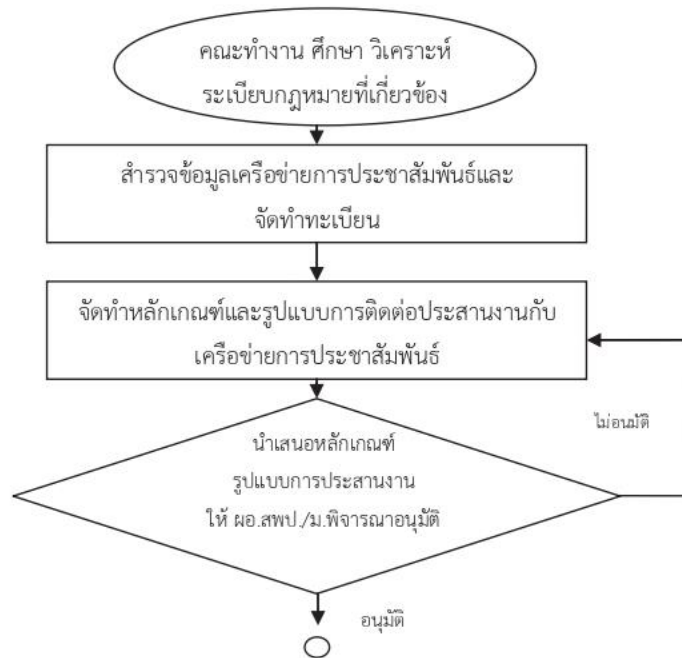 คณะทำงาน ศึกษา วิเคราะห์
ระเบียบกฎหมายที่เกี่ยวข้อง
สำรวจข้อมูลเครือข่ายการประชาสัมพันธ์และ
จัดทำทะเบียน
จัดทำหลักเกณฑ์และรูปแบบการติดต่อประสานงานกับ
เครือข่ายการประชาสัมพันธ์
นำเสนอหลักเกณฑ์
รูปแบบการประสานงาน
ให้ ผอ.สพป./ม.พิจารณาอนุมัติ
ไม่อนมัติ
อนุมัติ